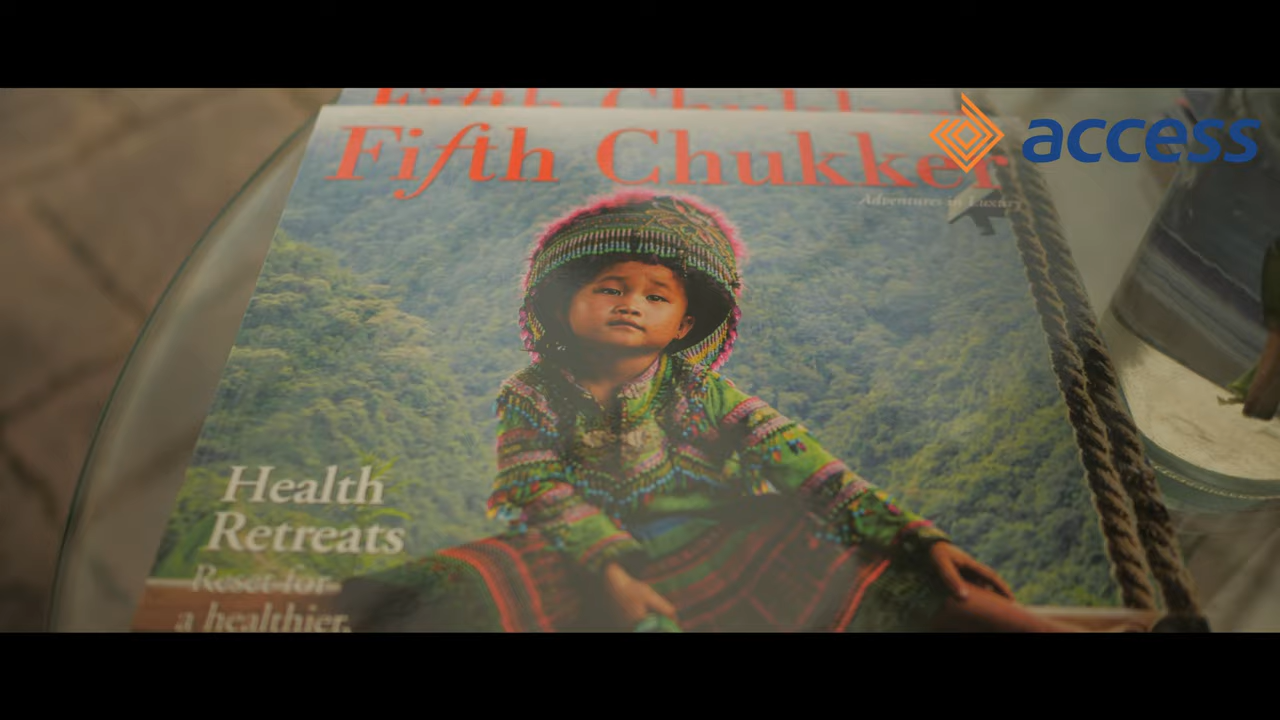 Fifth Chukker
access
Adventures in Luxury
Health
Retreats
Reset for
a healthier,